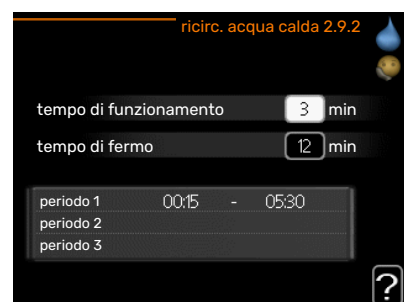 ricirc. acqua calda 2.9.2
tempo di funzionamento 3 min
tempo di fermo 12 min
periodo 1 00:15 - 05:30
periodo 2
periodo 3
?